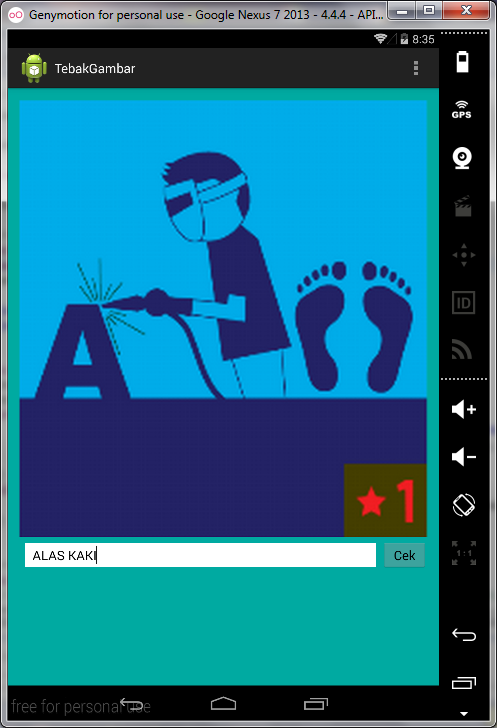 Genymotion for personal use - Google Nexus 7 2013 - 4.4.4 - API...
8:35
TebakGambar
GPS
ID
A
1
ALAS KAKI
Cek
1:1
free for personal use